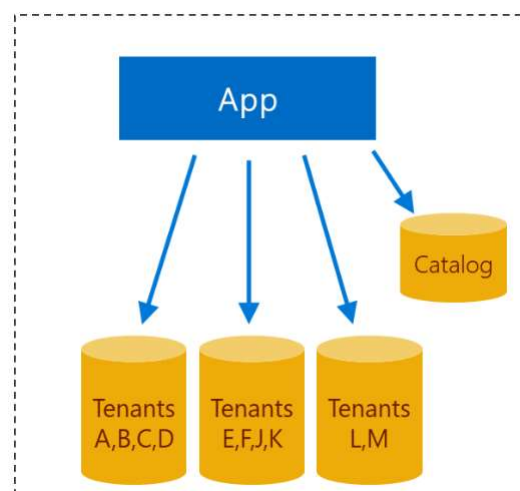 App
Catalog
Tenants
A,B,C,D
Tenants
E,F,J,K
Tenants
L,M